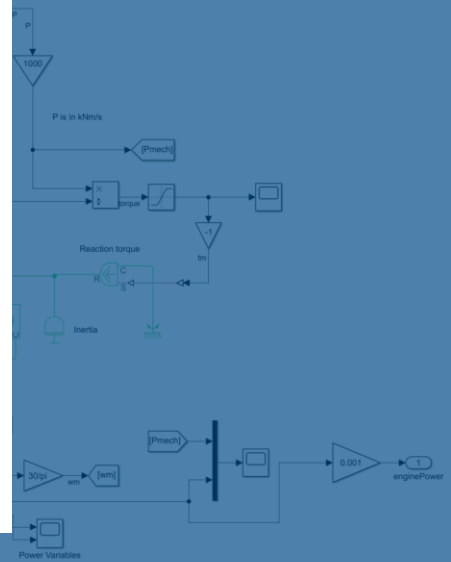 P
P
1000
P is in kNm/s
[Pmech]
×
÷
torque
-1
tm
Reaction torque
C
R
S
Inertia
[Pmech]
30/pi
wm
[wm]
0.001
1
enginePower
Power Variables